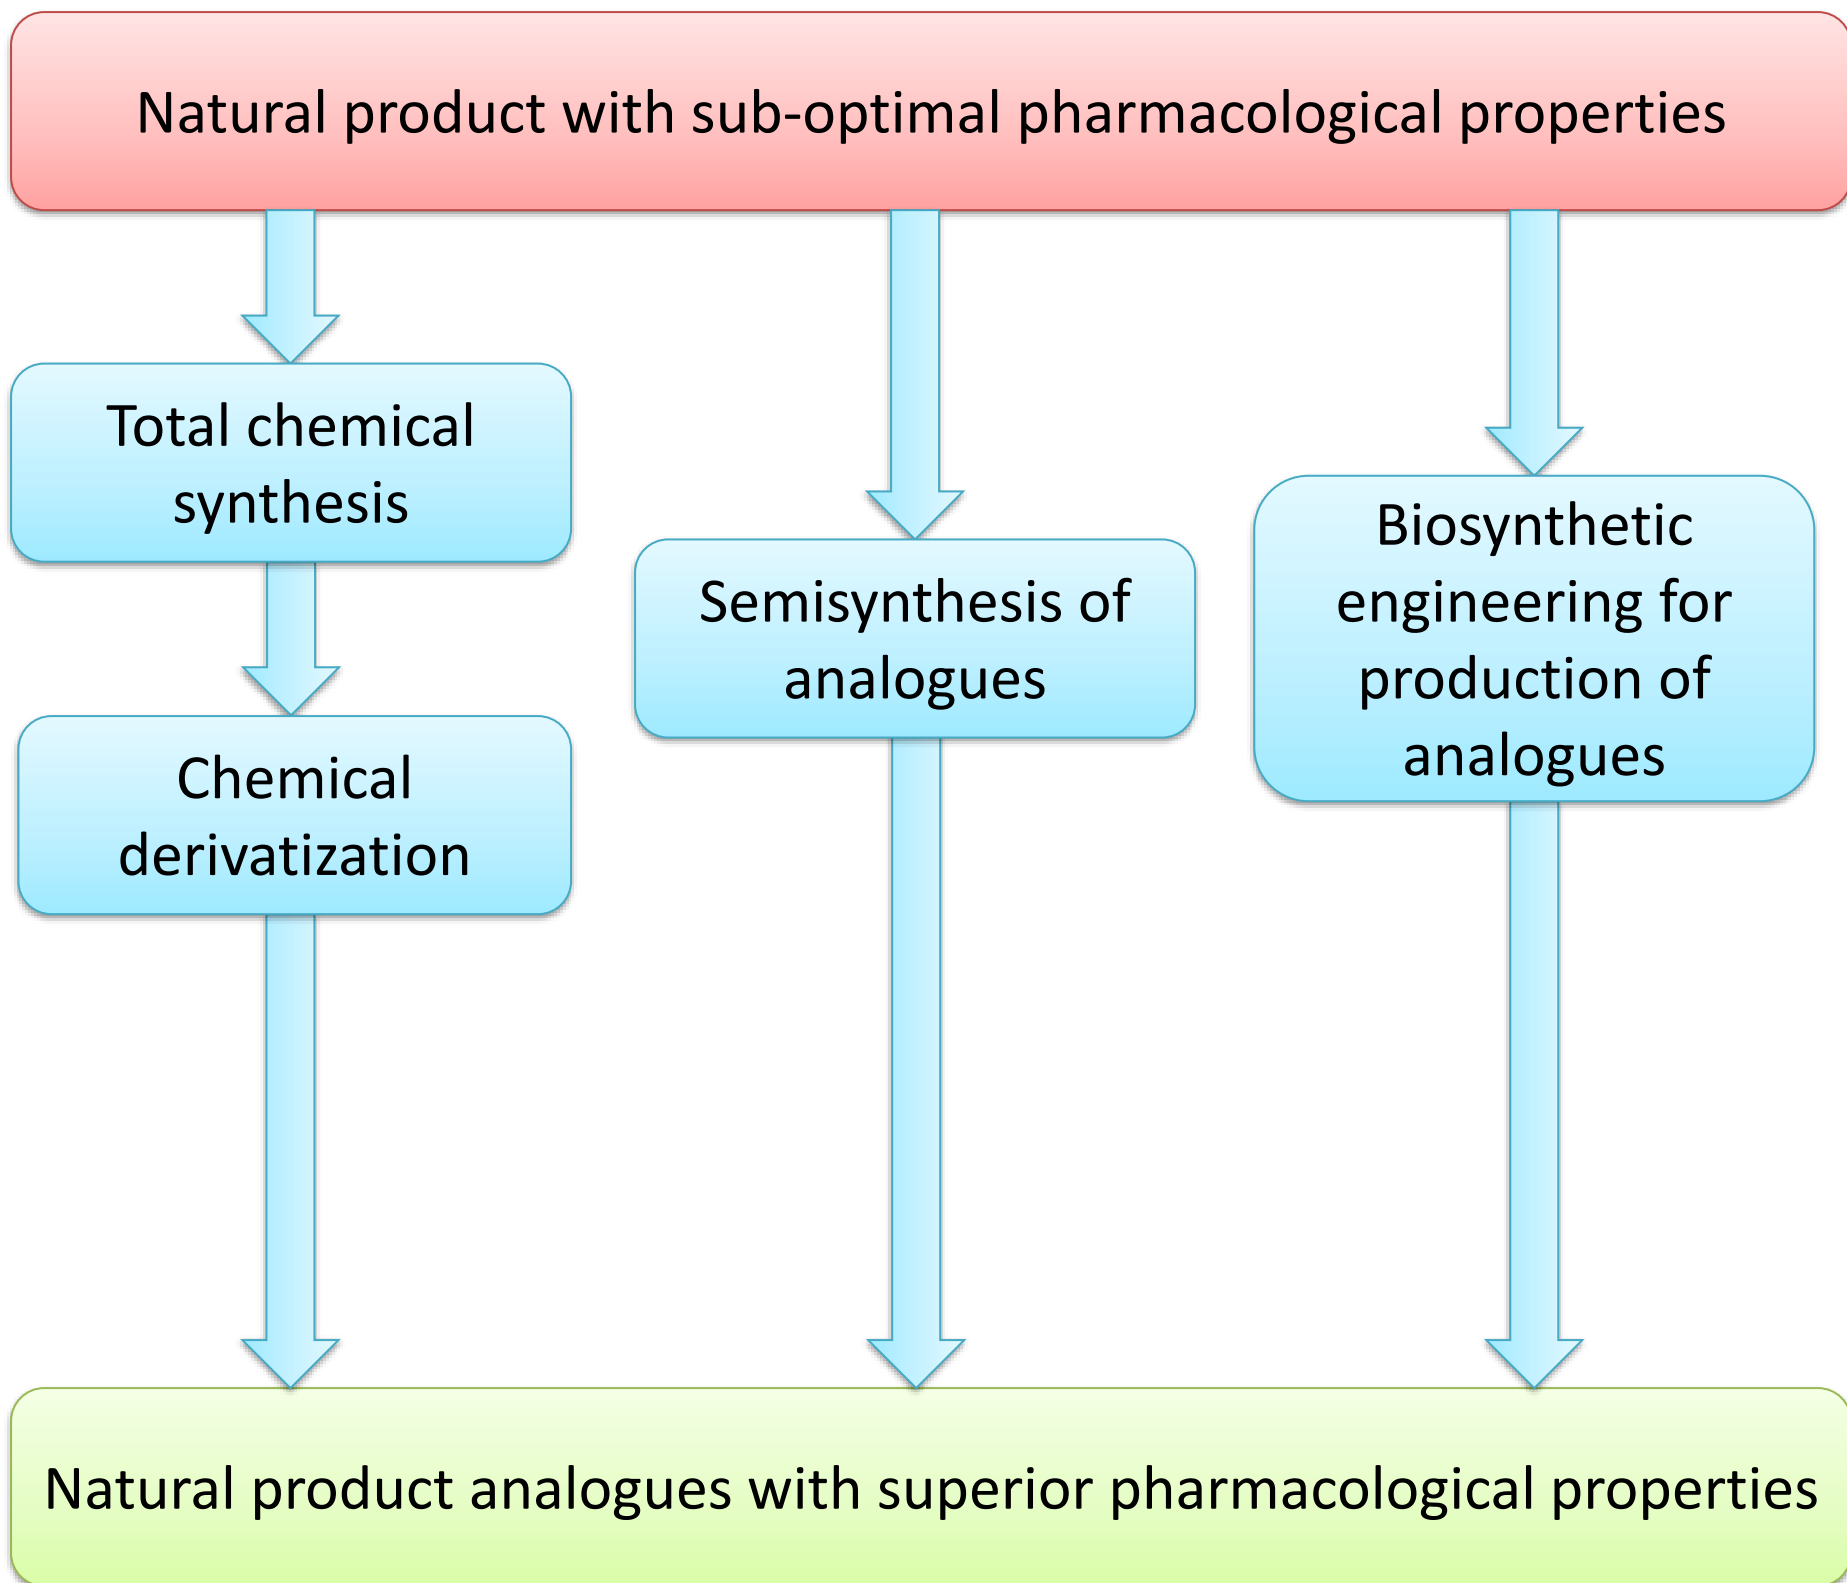 Natural product with sub-optimal pharmacological properties
Total chemical
synthesis
Chemical
derivatization
Semisynthesis of
analogues
Biosynthetic
engineering for
production of
analogues
Natural product analogues with superior pharmacological properties